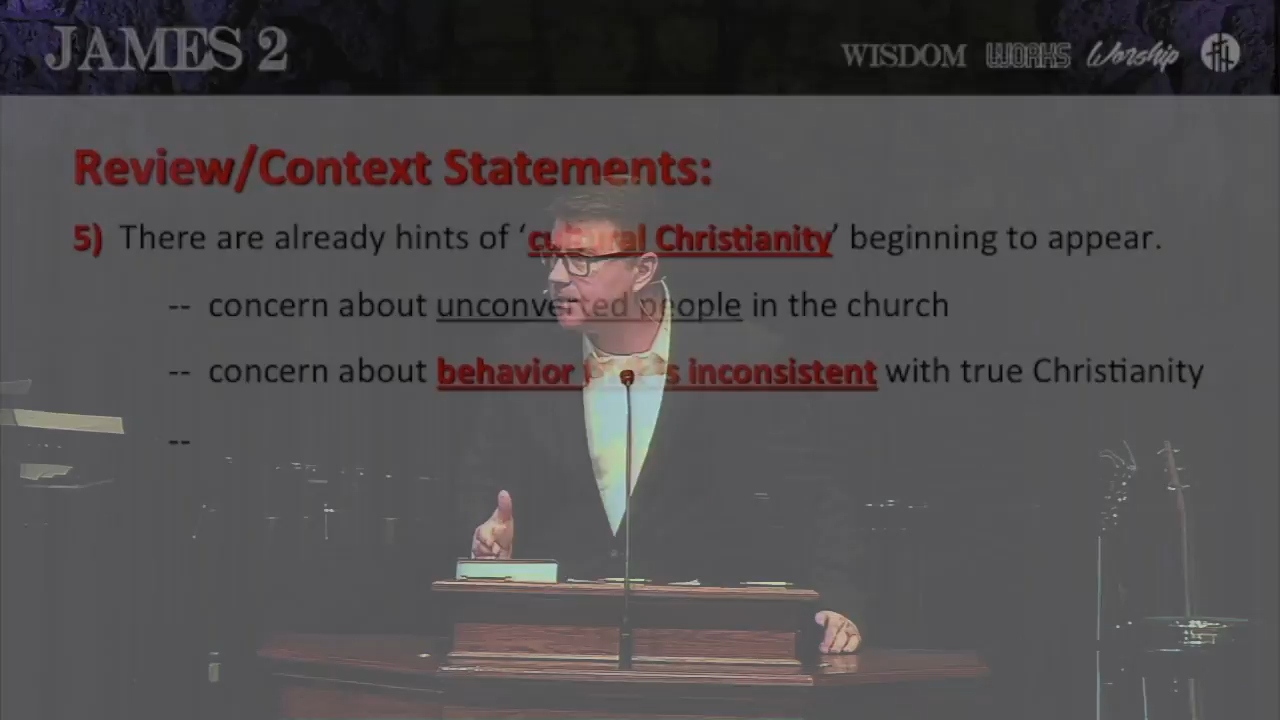 JAMES 2
WISDOM WORKS Worship
Review/Context Statements:
5) There are already hints of ‘cultural Christianity’ beginning to appear.
-- concern about unconverted people in the church
-- concern about behavior inconsistent with true Christianity
--